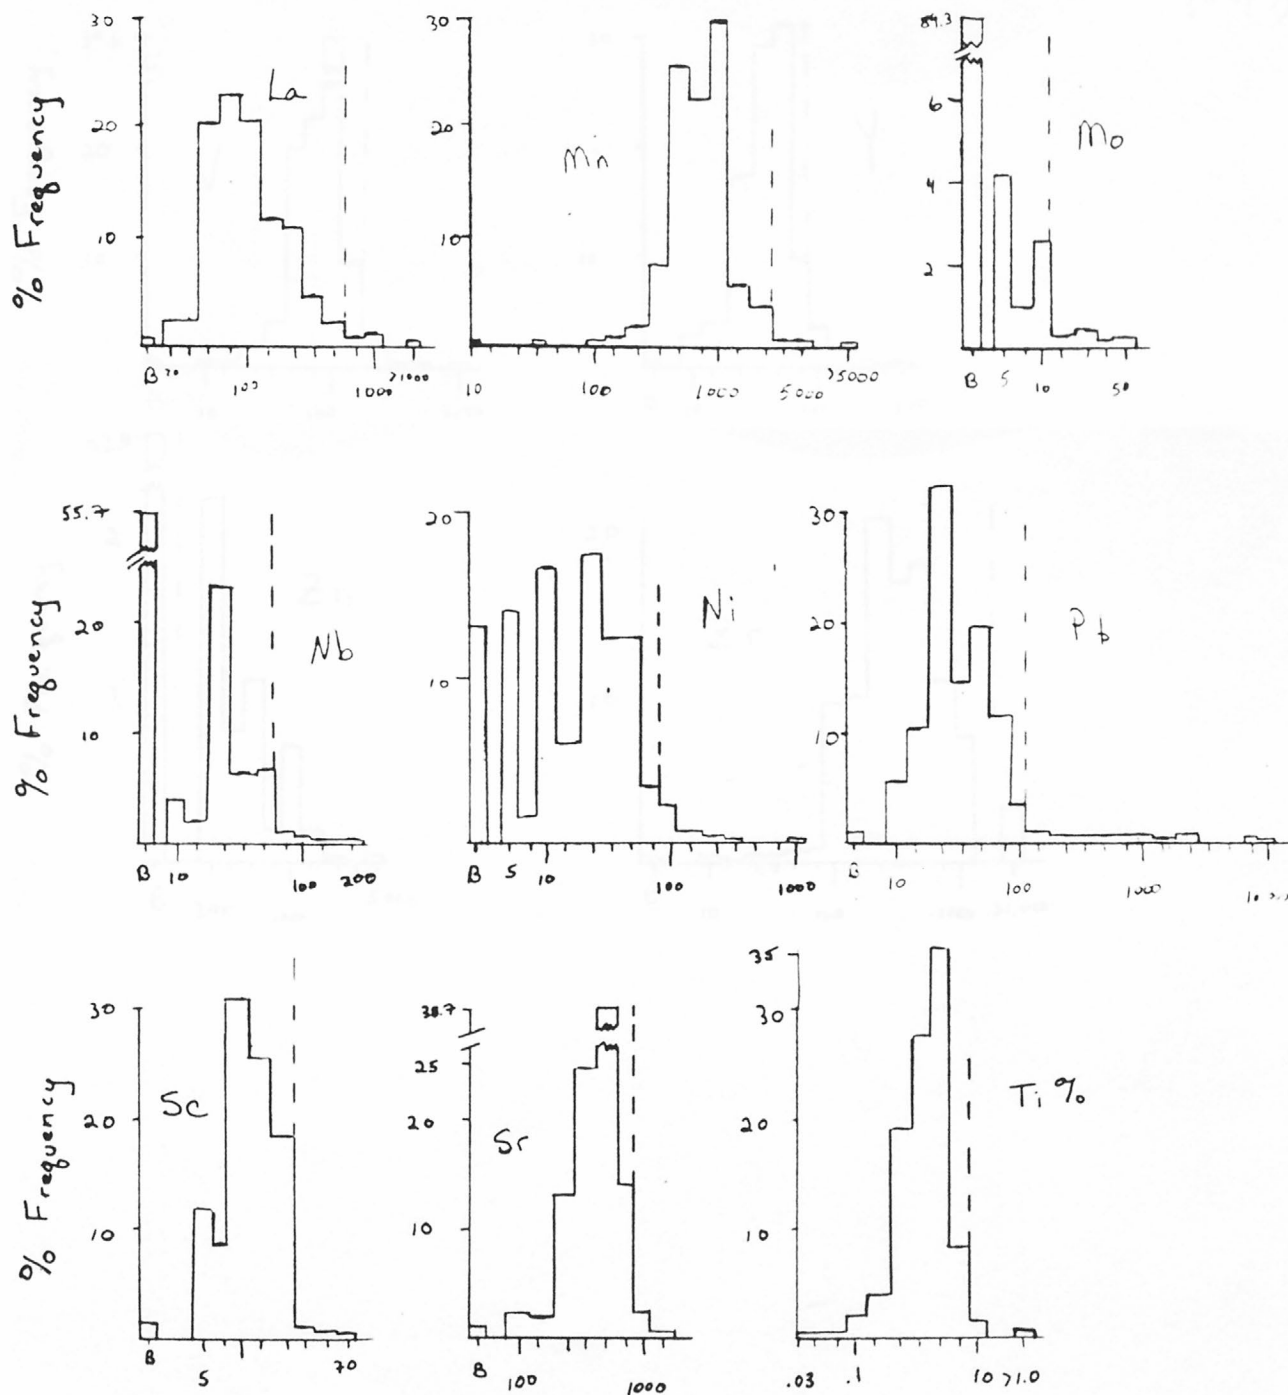 30 20 10 % Frequency La B 20 100 1000 >1000
30 20 10 Mn 10 100 1000 5000 >5000
84.3 6 4 2 Mo B 5 10 50
55.7 20 10 % Frequency Nb B 10 100 200
20 10 Ni B 5 10 100 1000
30 20 10 Pb B 10 100 1000
30 20 10 % Frequency Sc B 5 70
38.7 25 20 10 Sr B 100 1000
35 30 20 10 Ti % .03 .1 10 >1.0